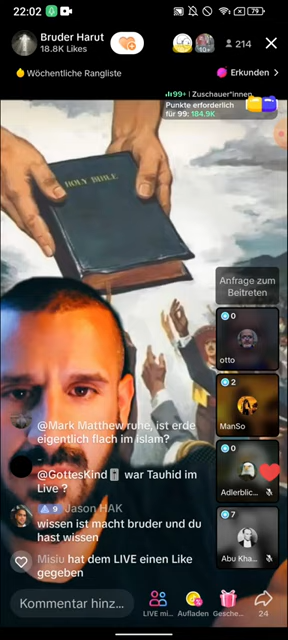 22:02
79
Bruder Harut
18.8K Likes
10+
214
Wöchentliche Rangliste
Erkunden
99+ | Zuschauer*innen
Punkte erforderlich
für 99: 184.9K
HOLY BIBLE
Anfrage zum
Beitreten
0
otto
2
ManSo
0
Adlerblic...
7
Abu Kha...
@Mark Matthew ruhe, ist erde
eigentlich flach im islam?
@GottesKind war Tauhid im
Live ?
9 Jason HAK
wissen ist macht bruder und du
hast wissen
Misiu hat dem LIVE einen Like
gegeben
Kommentar hinz...
LIVE mi...
Aufladen
Gesche...
24